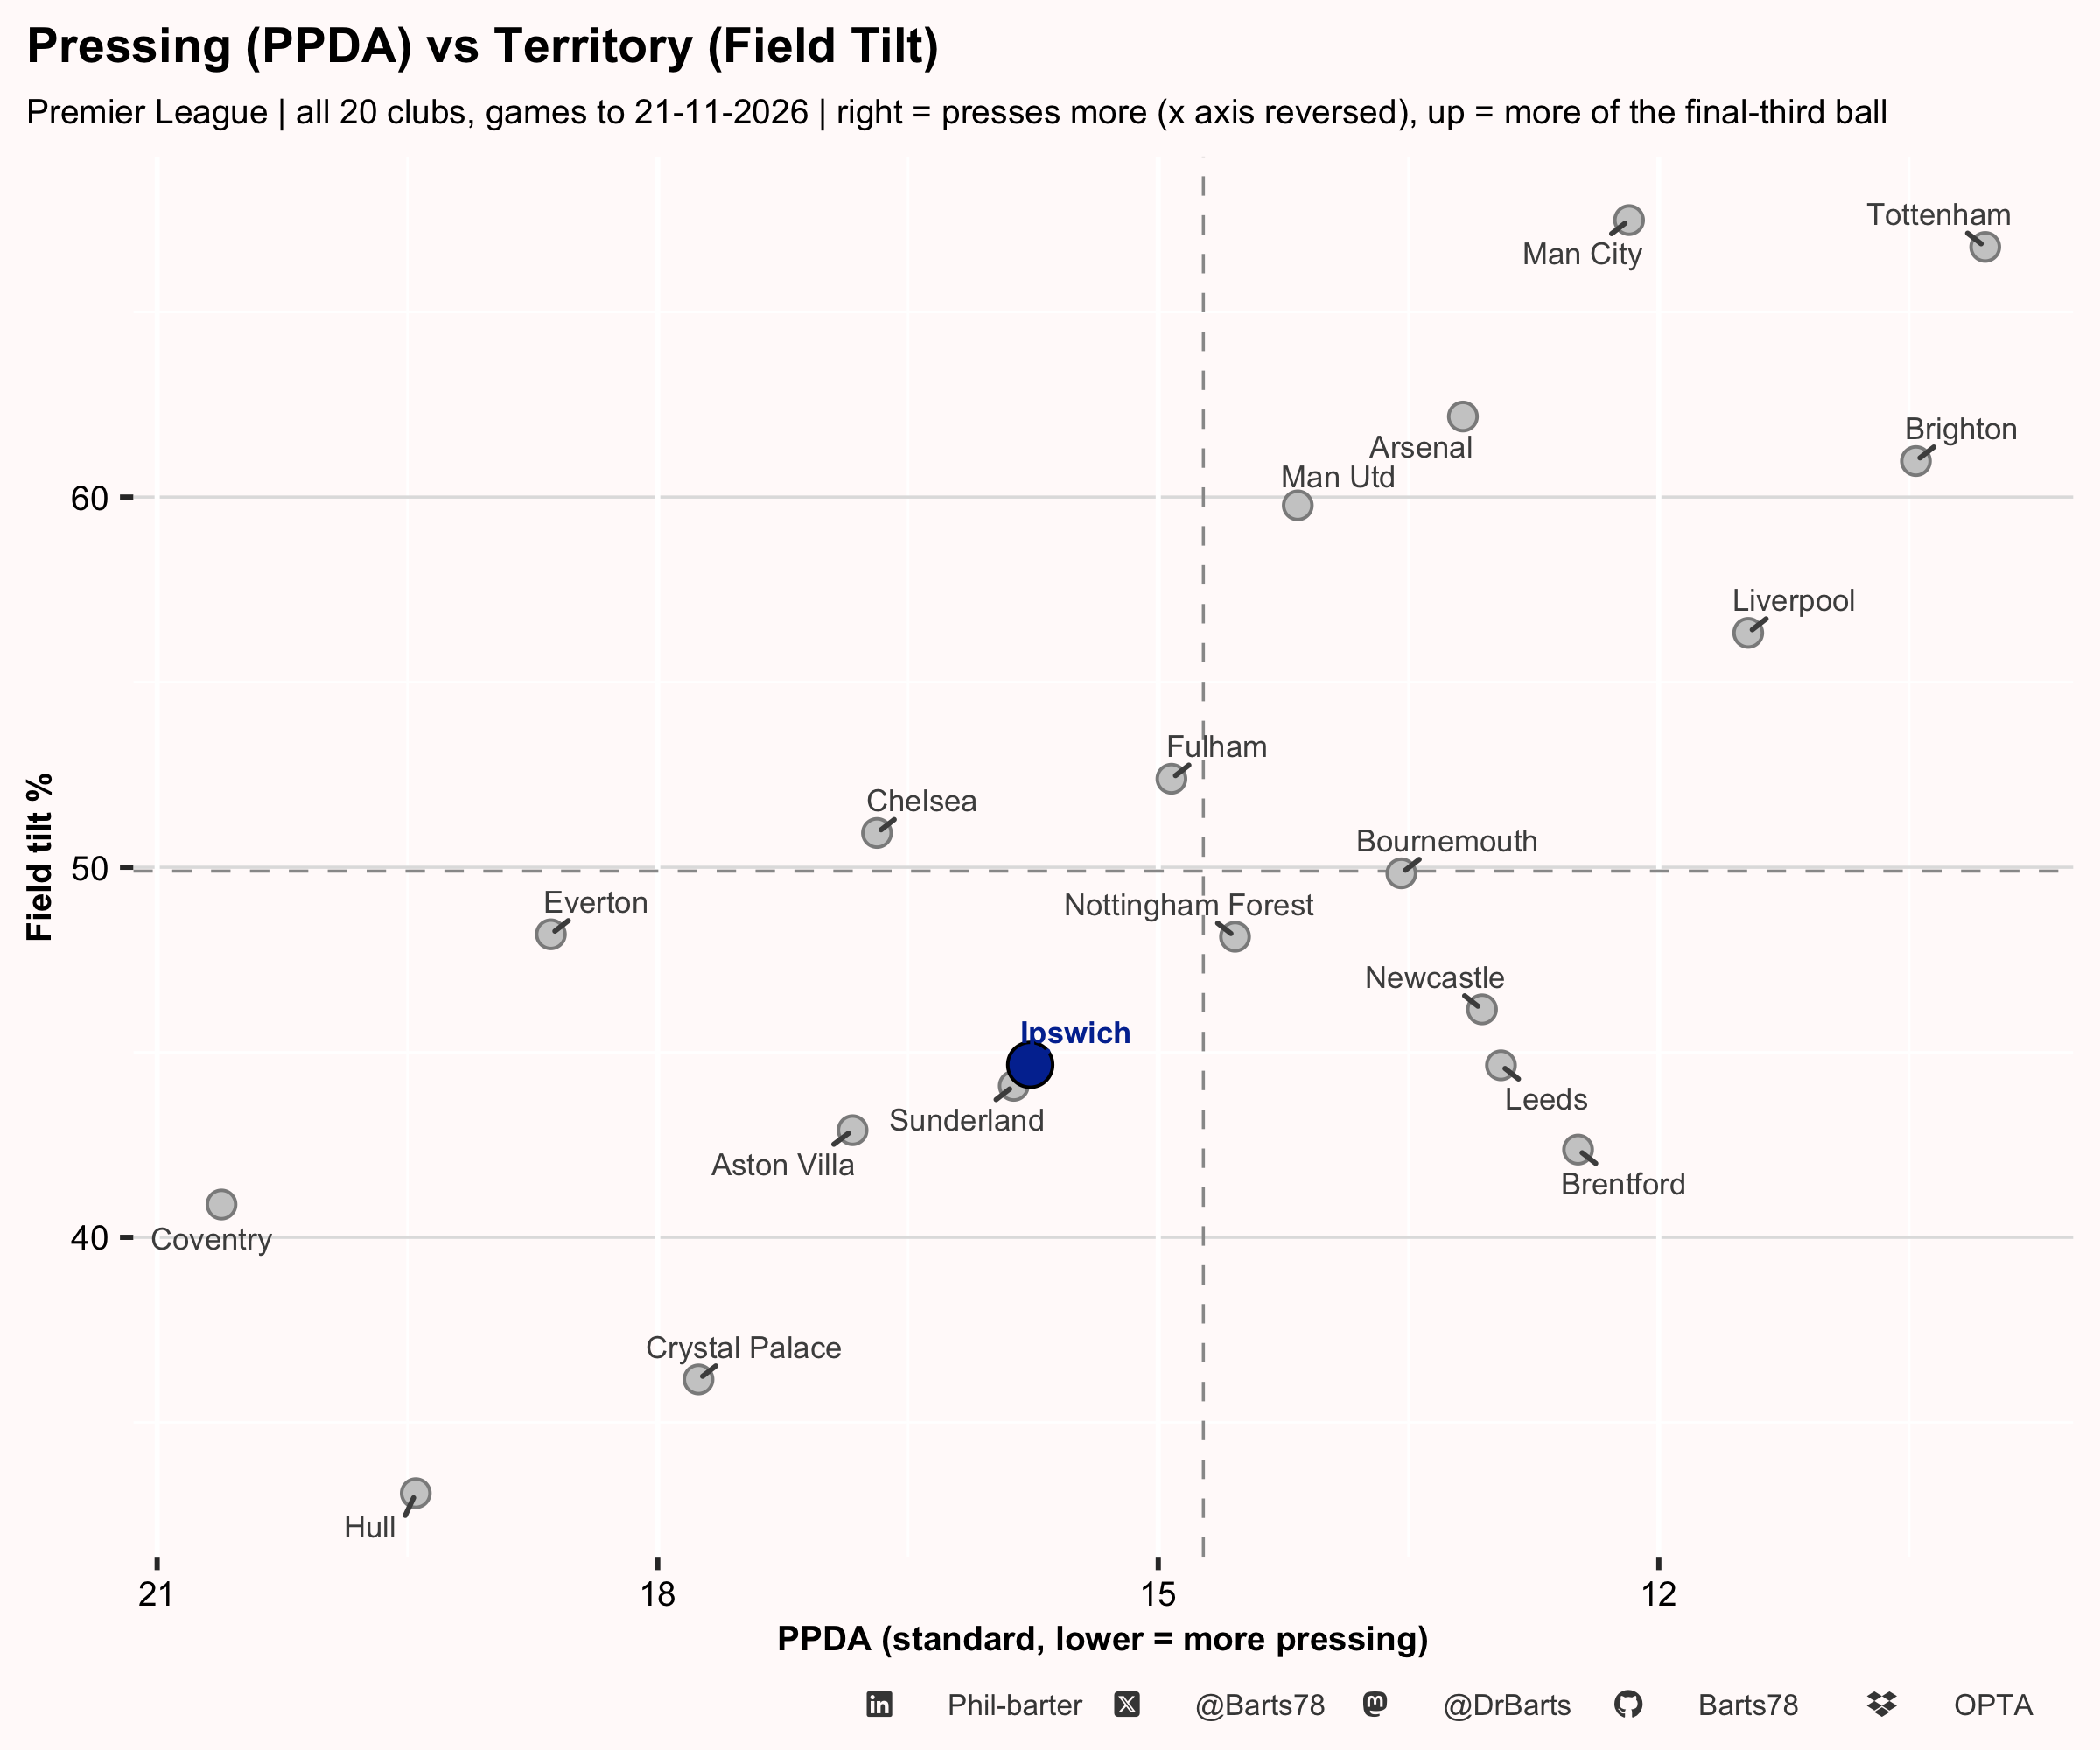 Pressing (PPDA) vs Territory (Field Tilt)
Premier League | all 20 clubs, games to 21-11-2026 | right = presses more (x axis reversed), up = more of the final-third ball
Tottenham
Man City
Brighton
Arsenal
Man Utd
60
Liverpool
Fulham
Chelsea
Bournemouth
50
Field tilt %
Everton
Nottingham Forest
Newcastle
Ipswich
Leeds
Sunderland
Aston Villa
Brentford
Coventry
40
Crystal Palace
Hull
21 18 15 12
PPDA (standard, lower = more pressing)
Phil-barter @Barts78 @DrBarts Barts78 OPTA